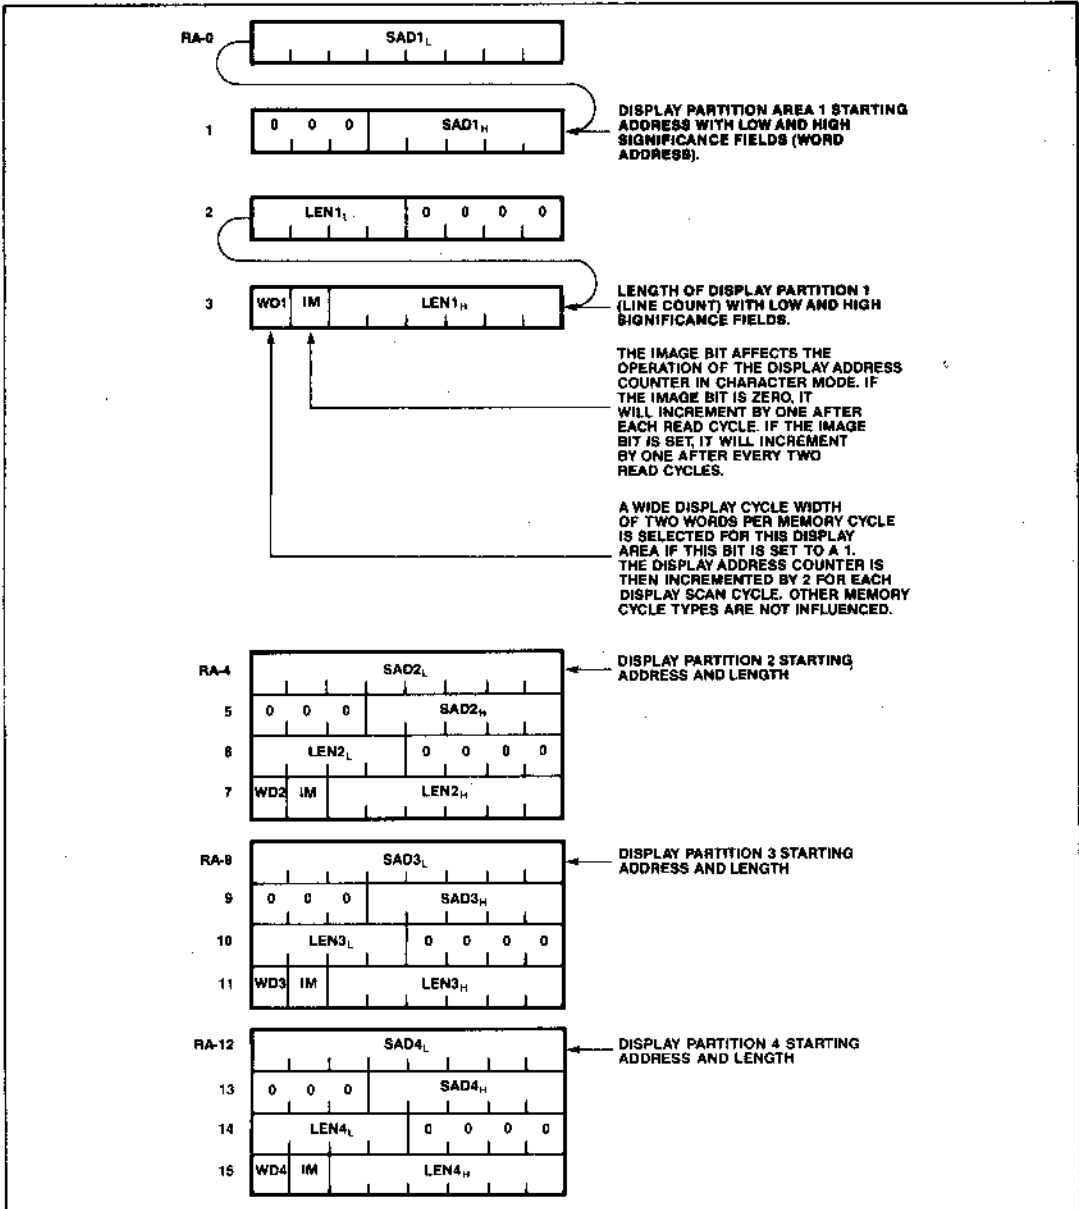 RA-0 SAD1L
1 0 0 0 SAD1H
DISPLAY PARTITION AREA 1 STARTING
ADDRESS WITH LOW AND HIGH
SIGNIFICANCE FIELDS (WORD
ADDRESS).
2 LEN1L 0 0 0 0
3 WD1 IM LEN1H
LENGTH OF DISPLAY PARTITION 1
(LINE COUNT) WITH LOW AND HIGH
SIGNIFICANCE FIELDS.
THE IMAGE BIT AFFECTS THE
OPERATION OF THE DISPLAY ADDRESS
COUNTER IN CHARACTER MODE. IF
THE IMAGE BIT IS ZERO, IT
WILL INCREMENT BY ONE AFTER
EACH READ CYCLE. IF THE IMAGE
BIT IS SET, IT WILL INCREMENT
BY ONE AFTER EVERY TWO
READ CYCLES.
A WIDE DISPLAY CYCLE WIDTH
OF TWO WORDS PER MEMORY CYCLE
IS SELECTED FOR THIS DISPLAY
AREA IF THIS BIT IS SET TO A 1.
THE DISPLAY ADDRESS COUNTER IS
THEN INCREMENTED BY 2 FOR EACH
DISPLAY SCAN CYCLE. OTHER MEMORY
CYCLE TYPES ARE NOT INFLUENCED.
RA-4 SAD2L
DISPLAY PARTITION 2 STARTING
ADDRESS AND LENGTH
5 0 0 0 SAD2H
6 LEN2L 0 0 0 0
7 WD2 IM LEN2H
RA-8 SAD3L
DISPLAY PARTITION 3 STARTING
ADDRESS AND LENGTH
9 0 0 0 SAD3H
10 LEN3L 0 0 0 0
11 WD3 IM LEN3H
RA-12 SAD4L
DISPLAY PARTITION 4 STARTING
ADDRESS AND LENGTH
13 0 0 0 SAD4H
14 LEN4L 0 0 0 0
15 WD4 IM LEN4H